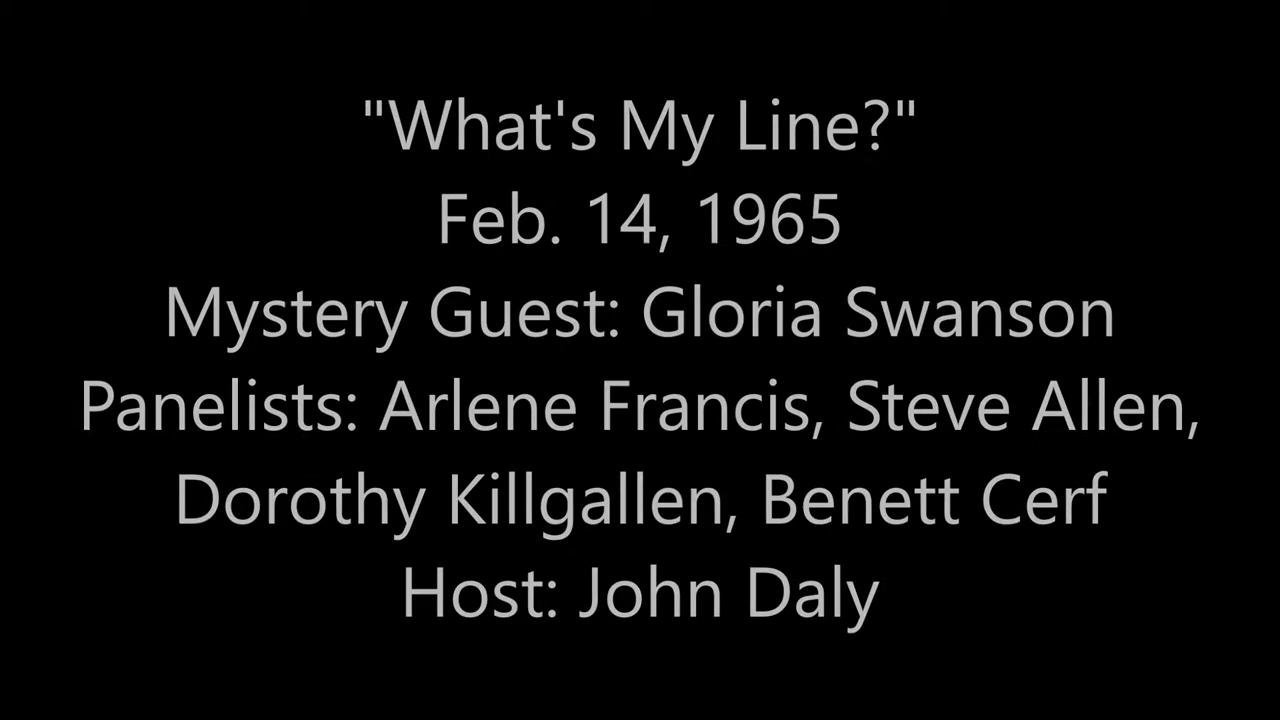 "What's My Line?"
Feb. 14, 1965
Mystery Guest: Gloria Swanson
Panelists: Arlene Francis, Steve Allen,
Dorothy Killgallen, Benett Cerf
Host: John Daly